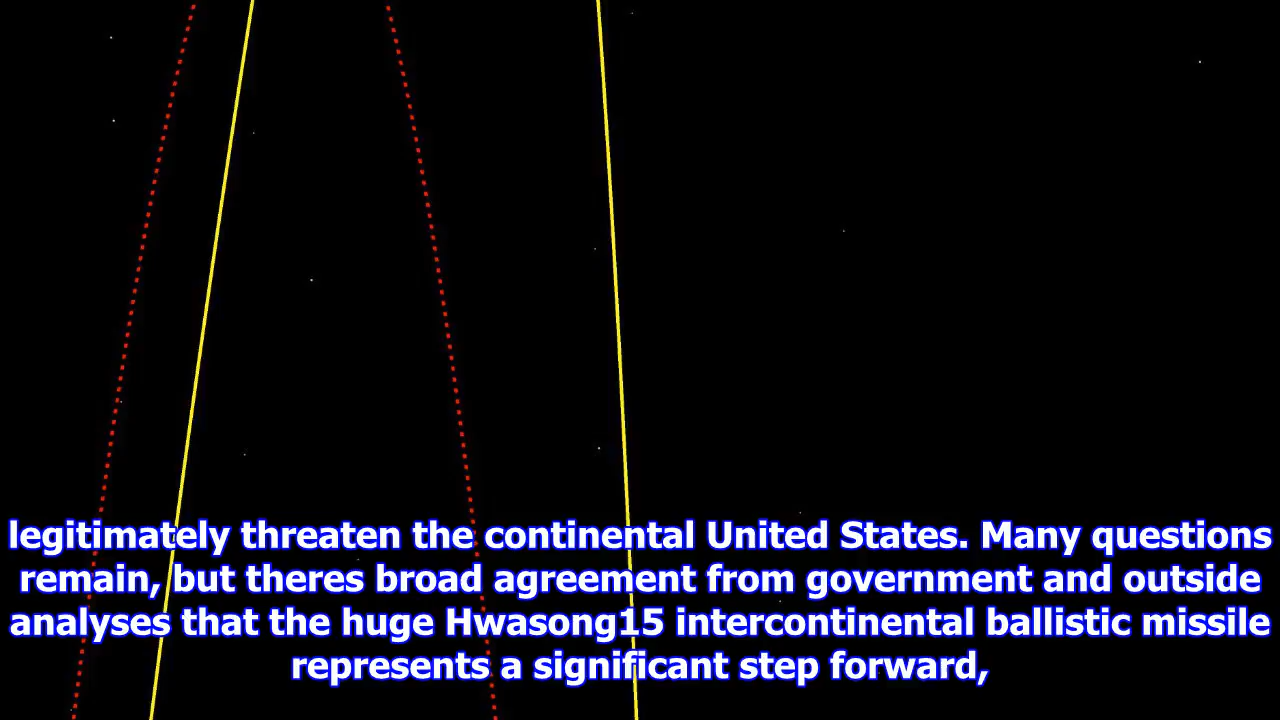 legitimately threaten the continental United States. Many questions
remain, but theres broad agreement from government and outside
analyses that the huge Hwasong15 intercontinental ballistic missile
represents a significant step forward,